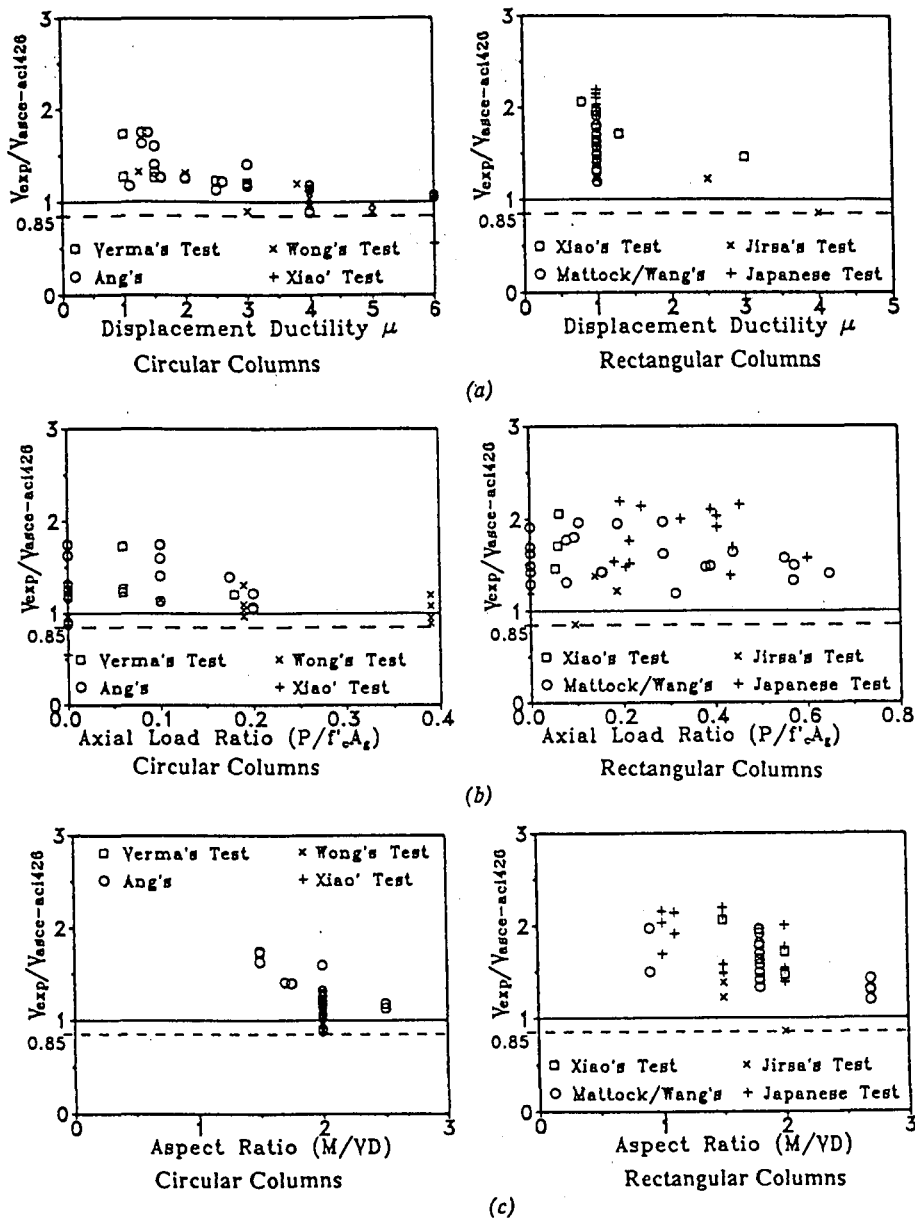 3
2
1
0.85
0
Vexp/Vasce-aci426
□ Verma's Test × Wong's Test
○ Ang's + Xiao' Test
0 1 2 3 4 5 6
Displacement Ductility μ
Circular Columns
3
2
1
0.85
0
Vexp/Vasce-aci426
□ Xiao's Test × Jirsa's Test
○ Mattock/Wang's + Japanese Test
0 1 2 3 4 5
Displacement Ductility μ
Rectangular Columns
(a)
3
2
1
0.85
0
Vexp/Vasce-aci426
□ Verma's Test × Wong's Test
○ Ang's + Xiao' Test
0.0 0.1 0.2 0.3 0.4
Axial Load Ratio (P/f'cAg)
Circular Columns
3
2
1
0.85
0
Vexp/Vasce-aci426
□ Xiao's Test × Jirsa's Test
○ Mattock/Wang's + Japanese Test
0.0 0.2 0.4 0.6 0.8
Axial Load Ratio (P/f'cAg)
Rectangular Columns
(b)
3
2
1
0.85
0
Vexp/Vasce-aci426
□ Verma's Test × Wong's Test
○ Ang's + Xiao' Test
0 1 2 3
Aspect Ratio (M/VD)
Circular Columns
3
2
1
0.85
0
Vexp/Vasce-aci426
□ Xiao's Test × Jirsa's Test
○ Mattock/Wang's + Japanese Test
0 1 2 3
Aspect Ratio (M/VD)
Rectangular Columns
(c)